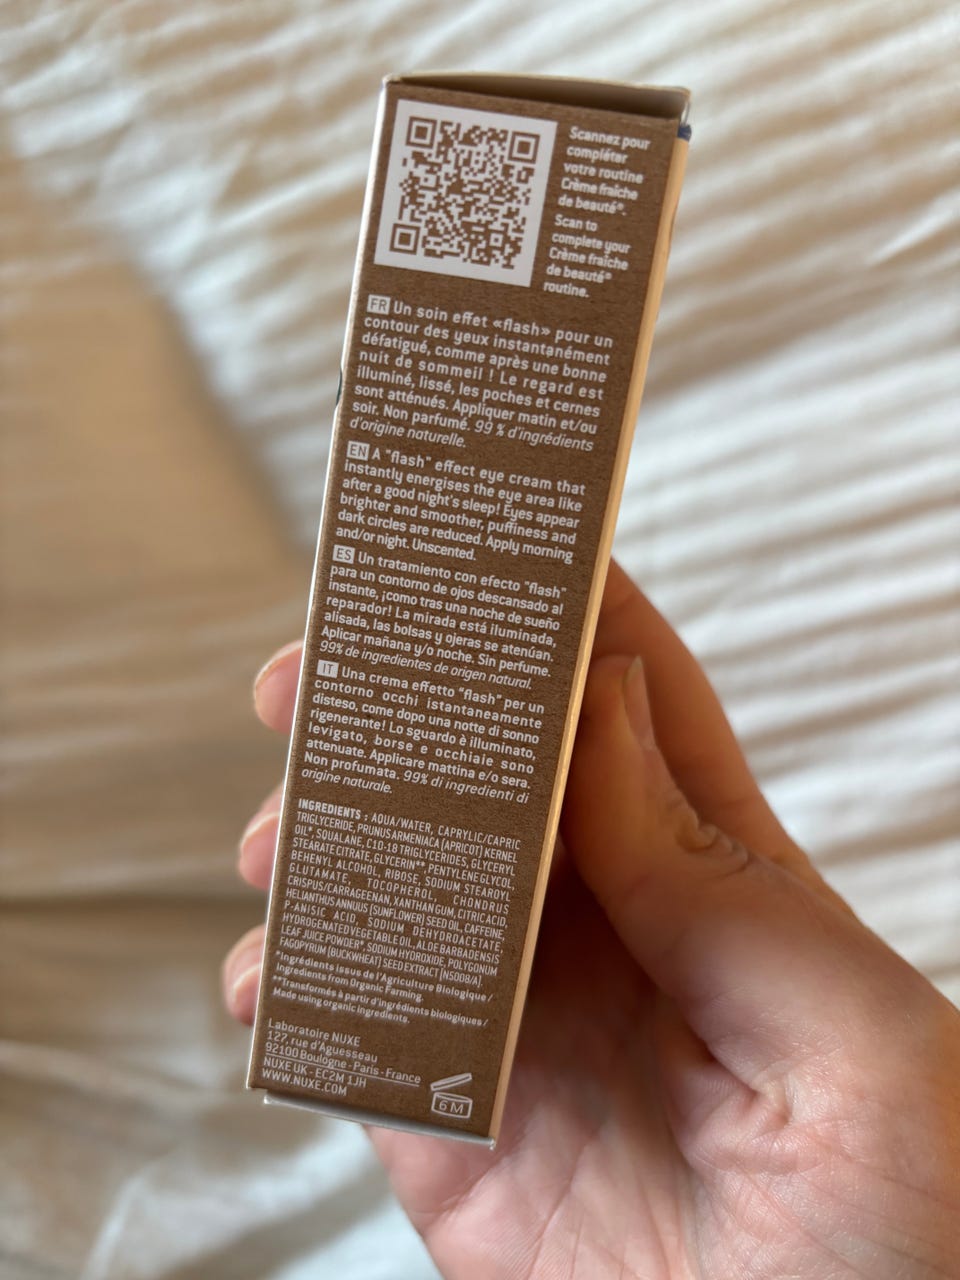 Scannez pour
compléter
votre routine
Crème fraîche
de beauté®.
Scan to
complete your
Crème fraîche
de beauté®
routine.
FR Un soin effet «flash» pour un
contour des yeux instantanément
défatigué, comme après une bonne
nuit de sommeil ! Le regard est
illuminé, lissé, les poches et cernes
sont atténués. Appliquer matin et/ou
soir. Non parfumé. 99 % d'ingrédients
d'origine naturelle.
EN A "flash" effect eye cream that
instantly energises the eye area like
after a good night's sleep! Eyes appear
brighter and smoother, puffiness and
dark circles are reduced. Apply morning
and/or night. Unscented.
ES Un tratamiento con efecto "flash"
para un contorno de ojos descansado al
instante, ¡como tras una noche de sueño
reparador! La mirada está iluminada,
alisada, las bolsas y ojeras se atenúan.
Aplicar mañana y/o noche. Sin perfume.
99% de ingredientes de origen natural.
IT Una crema effetto "flash" per un
contorno occhi istantaneamente
disteso, come dopo una notte di sonno
rigenerante! Lo sguardo è illuminato,
levigato, borse e occhiaie sono
attenuate. Applicare mattina e/o sera.
Non profumata. 99% di ingredienti di
origine naturale.
INGREDIENTS : AQUA/WATER, CAPRYLIC/CAPRIC
TRIGLYCERIDE, PRUNUS ARMENIACA (APRICOT) KERNEL
OIL*, SQUALANE, C10-18 TRIGLYCERIDES, GLYCERYL
STEARATE CITRATE, GLYCERIN**, PENTYLENE GLYCOL,
BEHENYL ALCOHOL, RIBOSE, SODIUM STEAROYL
GLUTAMATE, TOCOPHEROL, CHONDRUS
CRISPUS/CARRAGEENAN, XANTHAN GUM, CITRIC ACID,
HELIANTHUS ANNUUS (SUNFLOWER) SEED OIL, CAFFEINE,
P-ANISIC ACID, SODIUM DEHYDROACETATE,
HYDROGENATED VEGETABLE OIL, ALOE BARBADENSIS
LEAF JUICE POWDER*, SODIUM HYDROXIDE, POLYGONUM
FAGOPYRUM (BUCKWHEAT) SEED EXTRACT [N5008/A].
*Ingrédients issus de l'Agriculture Biologique /
Ingredients from Organic Farming.
**Transformés à partir d'ingrédients biologiques /
Made using organic ingredients.
Laboratoire NUXE
127, rue d'Aguesseau
92100 Boulogne - Paris - France
NUXE UK - EC2M 1JH
WWW.NUXE.COM
6 M